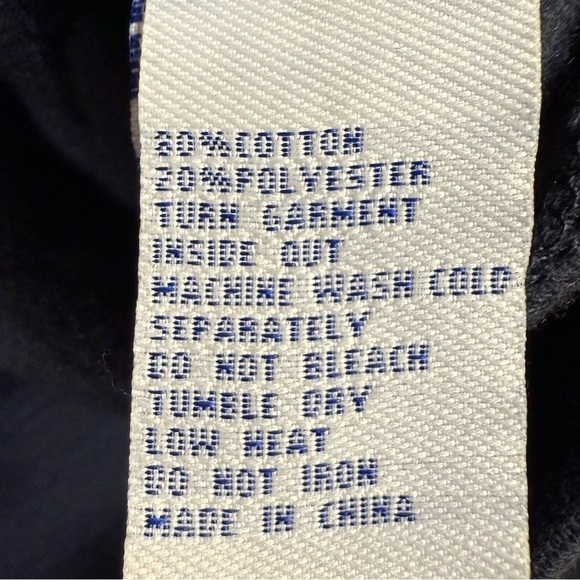 80%COTTON
20%POLYESTER
TURN GARMENT
INSIDE OUT
MACHINE WASH COLD
SEPARATELY
DO NOT BLEACH
TUMBLE DRY
LOW HEAT
DO NOT IRON
MADE IN CHINA